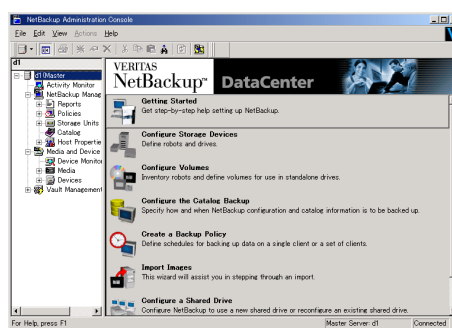 NetBackup Administration Console
File Edit View Actions Help
d1
d1(Master
Activity Monitor
NetBackup Manag
Reports
Policies
Storage Units
Catalog
Host Propertie
Media and Device
Device Monito
Media
Devices
Vault Management
VERITAS
NetBackup™ DataCenter
Getting Started
Get step-by-step help setting up NetBackup.
Configure Storage Devices
Define robots and drives.
Configure Volumes
Inventory robots and define volumes for use in standalone drives.
Configure the Catalog Backup
Specify how and when NetBackup configuration and catalog information is to be backed up.
Create a Backup Policy
Define schedules for backing up data on a single client or a set of clients.
Import Images
This wizard will assist you in stepping through an import.
Configure a Shared Drive
Configure NetBackup to use a new shared drive or reconfigure an existing shared drive.
For Help, press F1
Master Server: d1
Connected